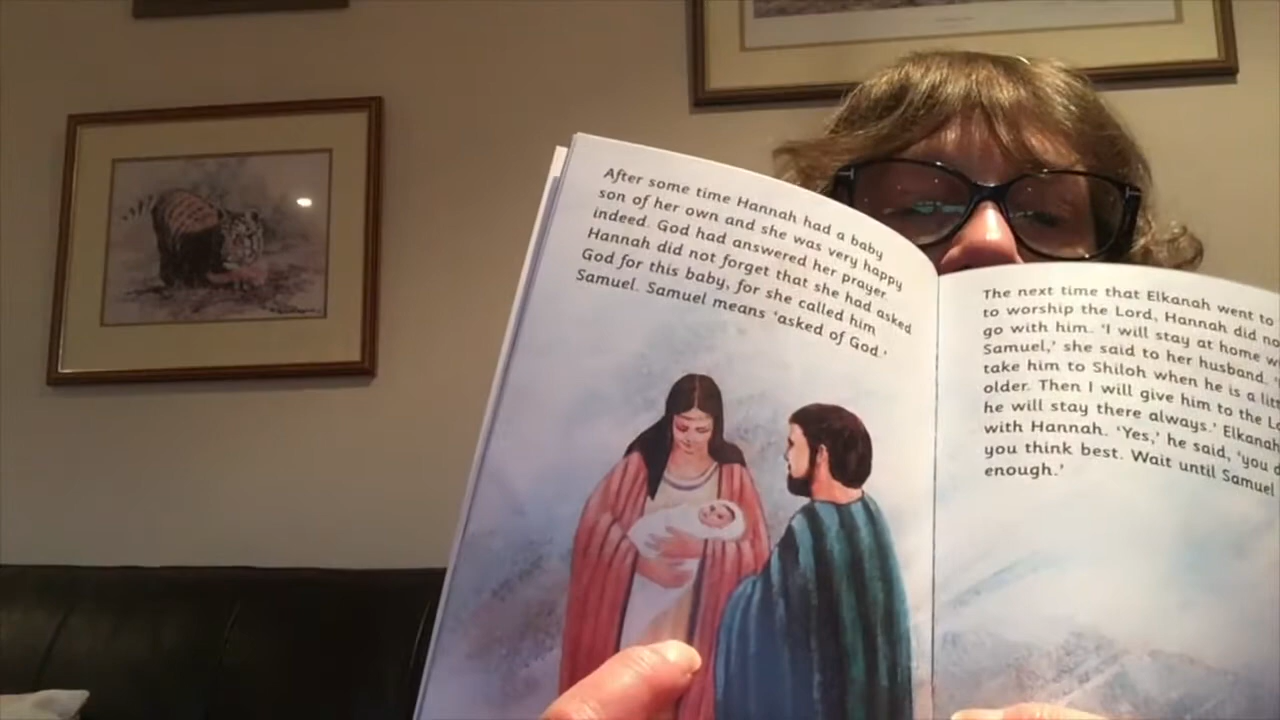 After some time Hannah had a baby
son of her own and she was very happy
indeed. God had answered her prayer.
Hannah did not forget that she had asked
God for this baby, for she called him
Samuel. Samuel means ‘asked of God.’
The next time that Elkanah went to
to worship the Lord, Hannah did
go with him. ‘I will stay at home
Samuel,’ she said to her husband.
take him to Shiloh when he is a
older. Then I will give him to the
he will stay there always.’ Elkanah
with Hannah. ‘Yes,’ he said, ‘you
you think best. Wait until Samuel
enough.’